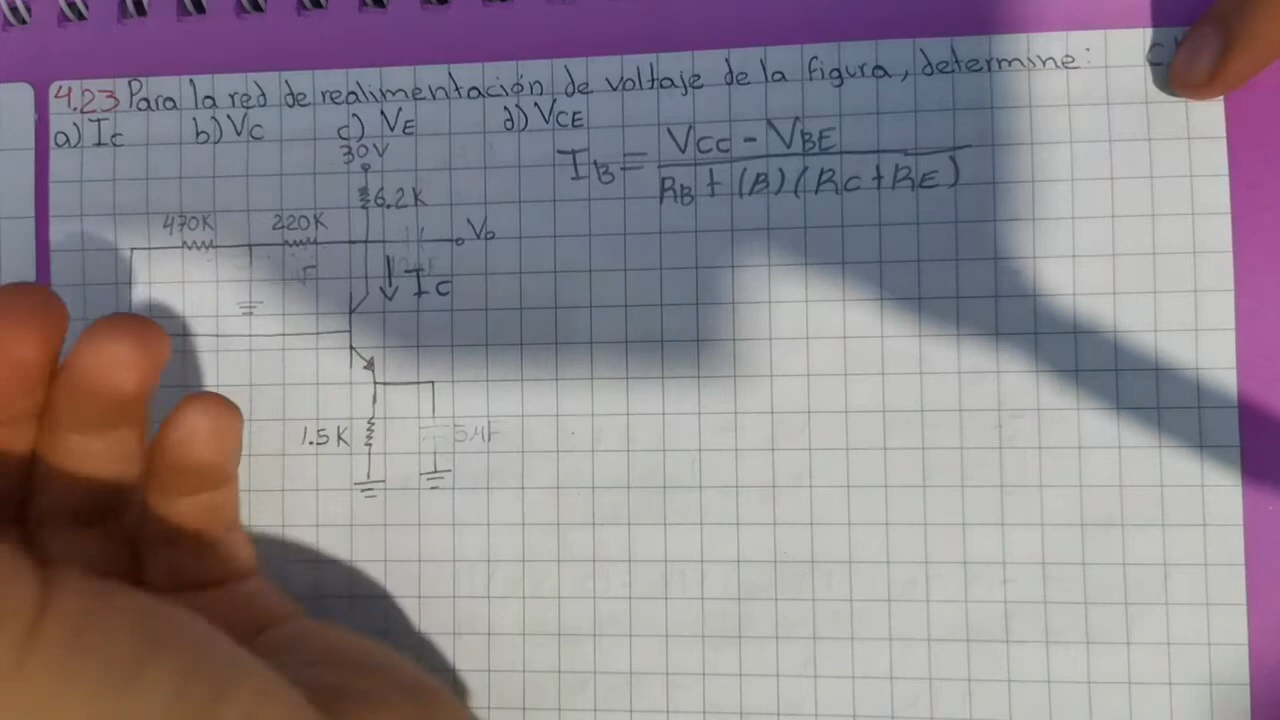 4.23 Para la red de realimentación de voltaje de la figura, determine:
a) Ic b) Vc c) VE d) VCE
30V
IB = VCC - VBE
RB + (B)(RC + RE)
6.2K
470K 220K
Vo
F
Ic
1.5K 5µF